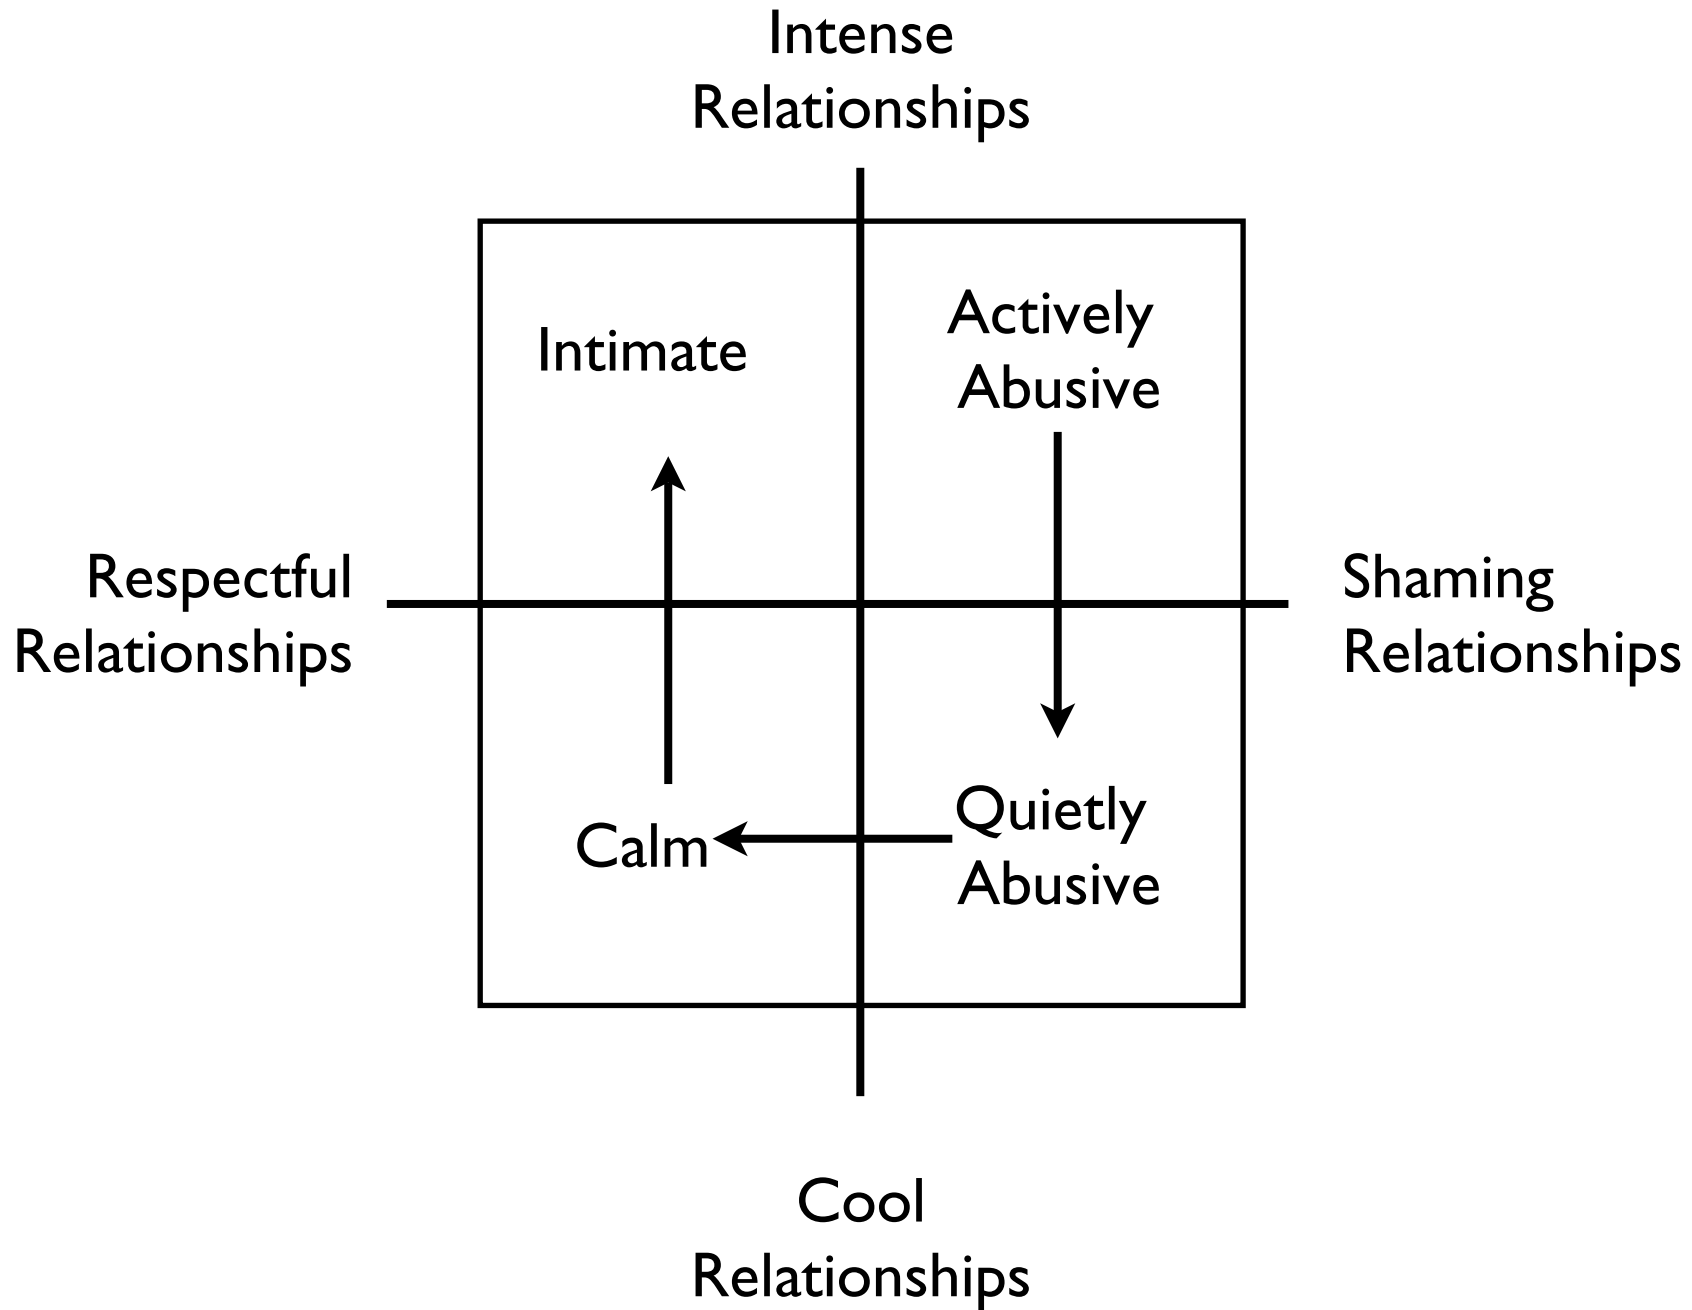 Intense
Relationships
Intimate
Actively
Abusive
Respectful
Relationships
Shaming
Relationships
Calm
Quietly
Abusive
Cool
Relationships